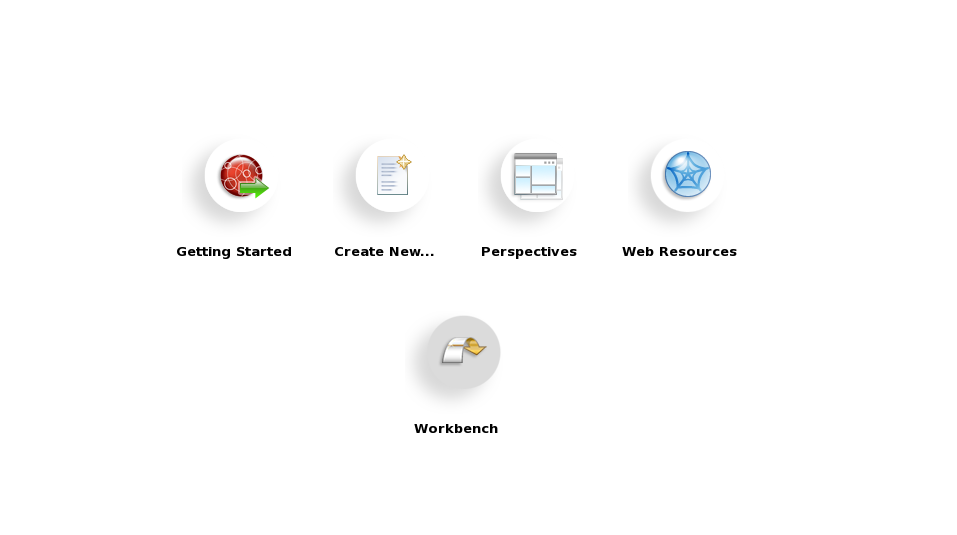 Getting Started
Create New...
Perspectives
Web Resources
Workbench